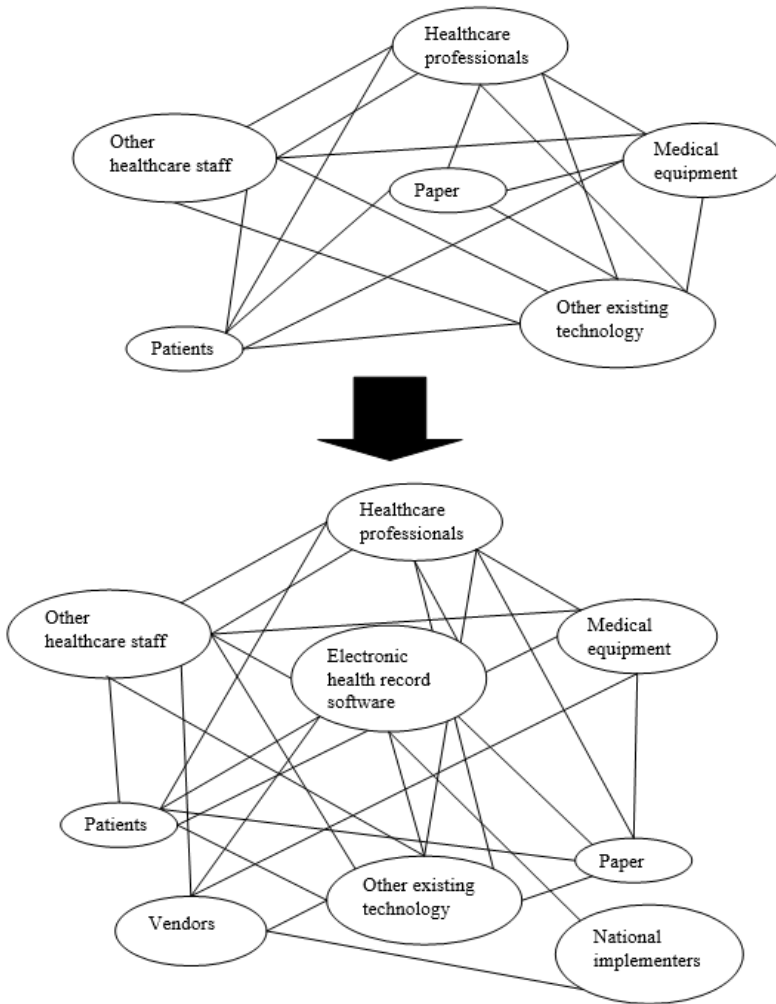 Healthcare
professionals
Other
healthcare staff
Medical
equipment
Paper
Other existing
technology
Patients
Healthcare
professionals
Other
healthcare staff
Medical
equipment
Electronic
health record
software
Patients
Paper
Other existing
technology
Vendors
National
implementers